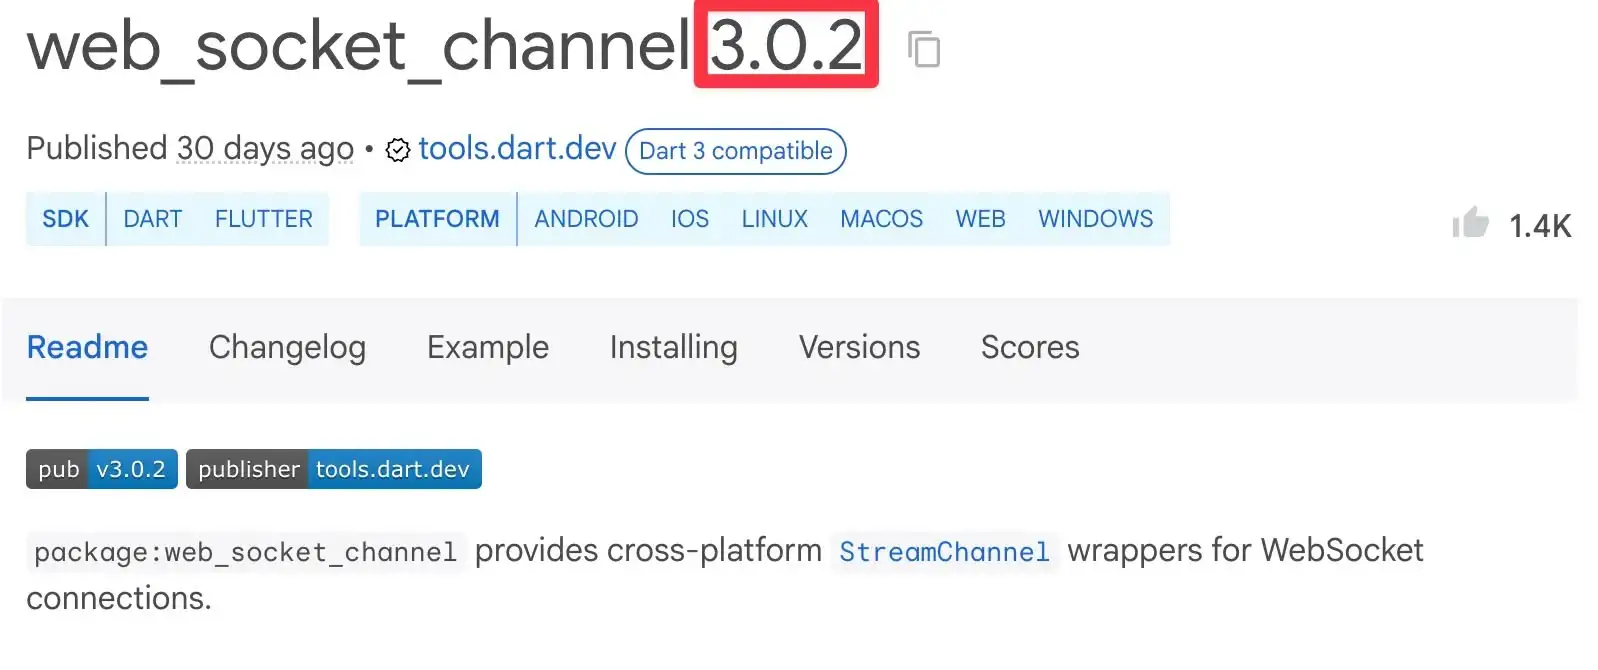 web_socket_channel 3.0.2
Published 30 days ago • tools.dart.dev Dart 3 compatible
SDK DART FLUTTER PLATFORM ANDROID IOS LINUX MACOS WEB WINDOWS 1.4K
Readme Changelog Example Installing Versions Scores
pub v3.0.2 publisher tools.dart.dev
package:web_socket_channel provides cross-platform StreamChannel wrappers for WebSocket
connections.